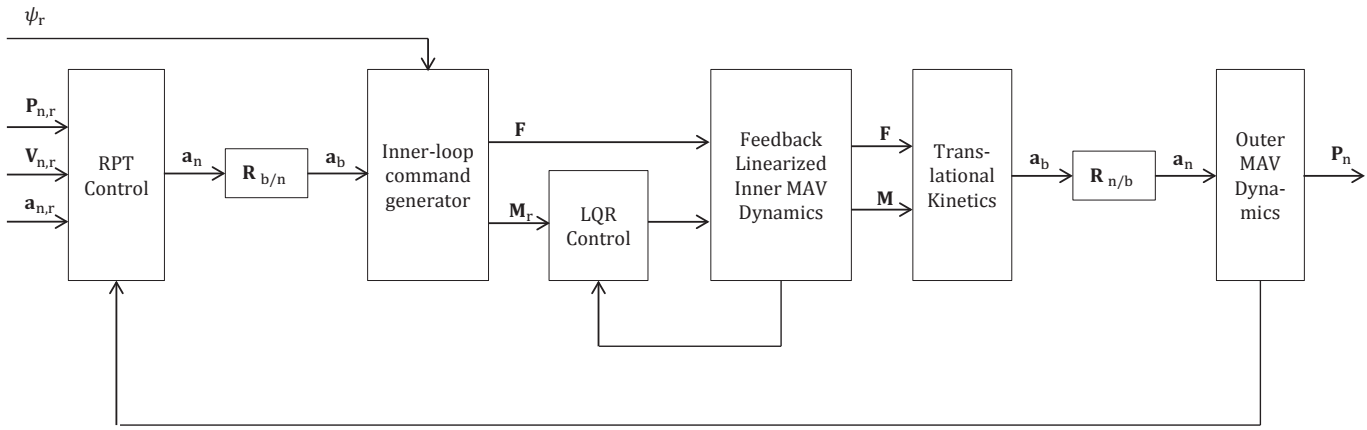 ψr
Pn,r
Vn,r
an,r
RPT
Control
an
R b/n
ab
Inner-loop
command
generator
F
Mr
LQR
Control
Feedback
Linearized
Inner MAV
Dynamics
F
M
Trans-
lational
Kinetics
ab
R n/b
an
Outer
MAV
Dyna-
mics
Pn